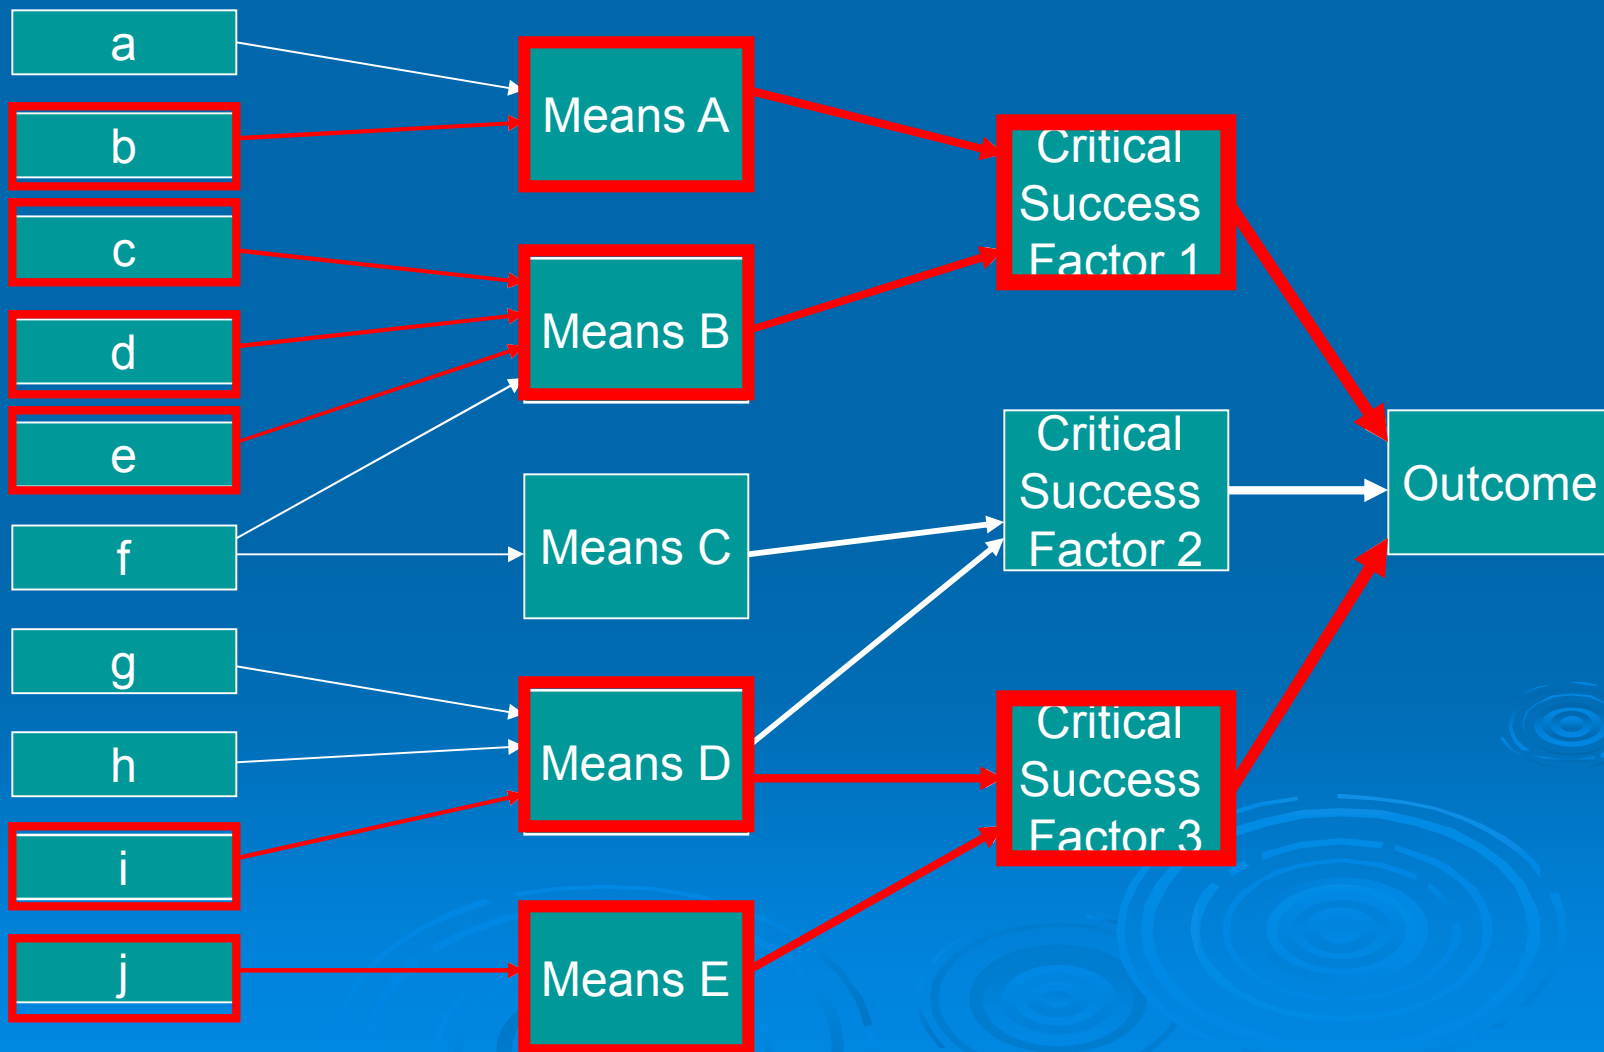 a
b
c
d
e
f
g
h
i
j
Means A
Means B
Means C
Means D
Means E
Critical
Success
Factor 1
Critical
Success
Factor 2
Critical
Success
Factor 3
Outcome